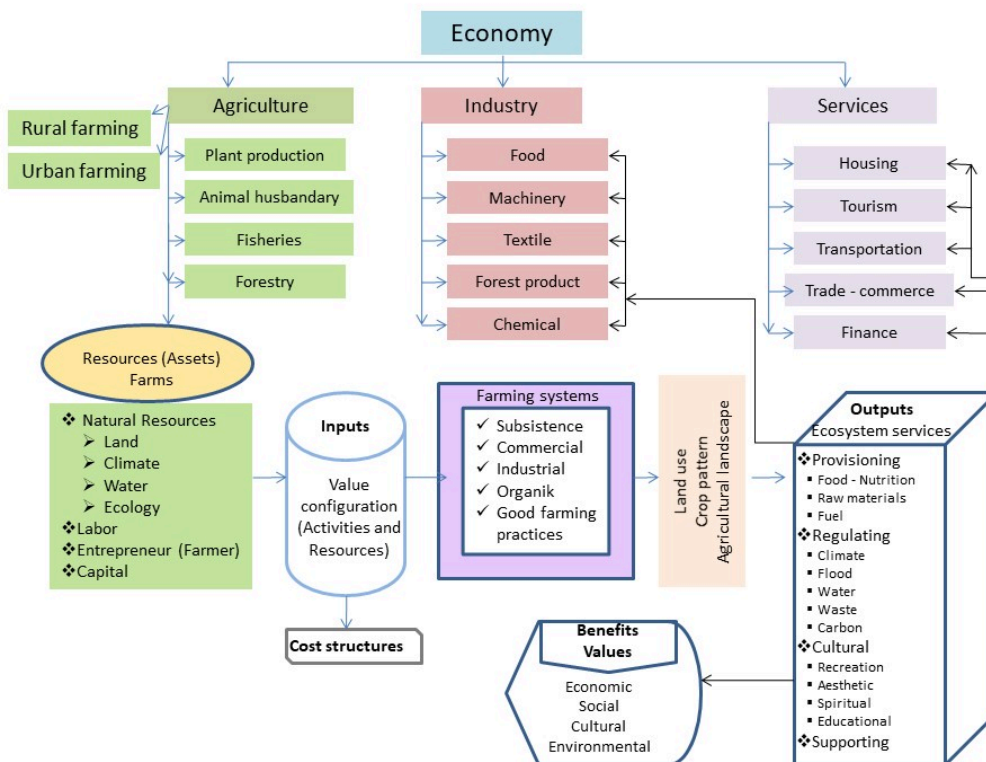 Economy
Agriculture
Industry
Services
Rural farming
Urban farming
Plant production
Animal husbandary
Fisheries
Forestry
Food
Machinery
Textile
Forest product
Chemical
Housing
Tourism
Transportation
Trade - commerce
Finance
Resources (Assets)
Farms
❖ Natural Resources
➢ Land
➢ Climate
➢ Water
➢ Ecology
❖Labor
❖Entrepreneur (Farmer)
❖Capital
Inputs
Value
configuration
(Activities and
Resources)
Cost structures
Farming systems
✓ Subsistence
✓ Commercial
✓ Industrial
✓ Organik
✓ Good farming
practices
Land use
Crop pattern
Agricultural landscape
Outputs
Ecosystem services
❖Provisioning
▪ Food - Nutrition
▪ Raw materials
▪ Fuel
❖Regulating
▪ Climate
▪ Flood
▪ Water
▪ Waste
▪ Carbon
❖Cultural
▪ Recreation
▪ Aesthetic
▪ Spiritual
▪ Educational
❖Supporting
Benefits
Values
Economic
Social
Cultural
Environmental